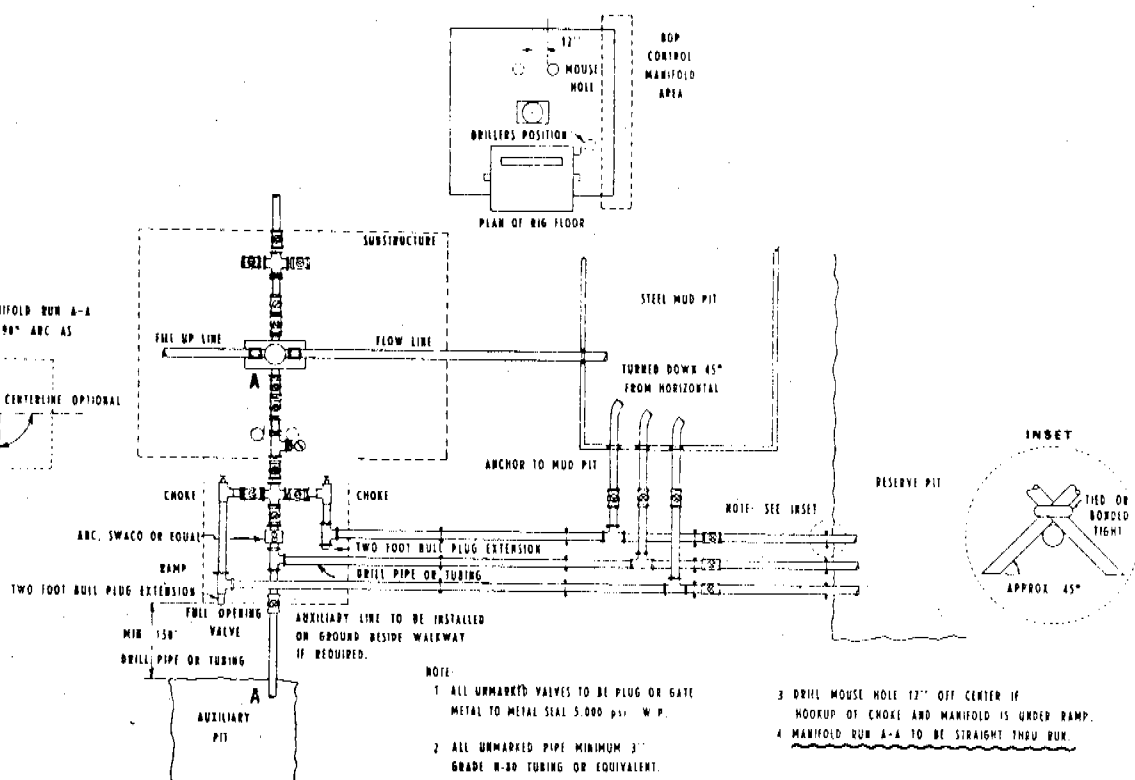 12"
MOUSE
HOLE
BOP
CONTROL
MANIFOLD
AREA
DRILLERS POSITION
PLAN OF RIG FLOOR
SUBSTRUCTURE
IFOLD RUN A-A
90° ARC AS
CENTERLINE OPTIONAL
FILL UP LINE
FLOW LINE
A
STEEL MUD PIT
TURNED DOWN 45°
FROM HORIZONTAL
ANCHOR TO MUD PIT
RESERVE PIT
INSET
TIED OR
BONDED
TIGHT
APPROX 45°
NOTE: SEE INSET
CHOKE
CHOKE
ABC, SWACO OR EQUAL
TWO FOOT BULL PLUG EXTENSION
RAMP
DRILL PIPE OR TUBING
TWO FOOT BULL PLUG EXTENSION
FULL OPENING
VALVE
MIN 150'
DRILL PIPE OR TUBING
AUXILIARY LINE TO BE INSTALLED
ON GROUND BESIDE WALKWAY
IF REQUIRED.
A
AUXILIARY
PIT
NOTE:
1 ALL UNMARKED VALVES TO BE PLUG OR GATE
METAL TO METAL SEAL 5,000 psi W.P.
2 ALL UNMARKED PIPE MINIMUM 3"
GRADE N-80 TUBING OR EQUIVALENT.
3 DRILL MOUSE HOLE 12" OFF CENTER IF
HOOKUP OF CHOKE AND MANIFOLD IS UNDER RAMP.
4 MANIFOLD RUN A-A TO BE STRAIGHT THRU RUN.